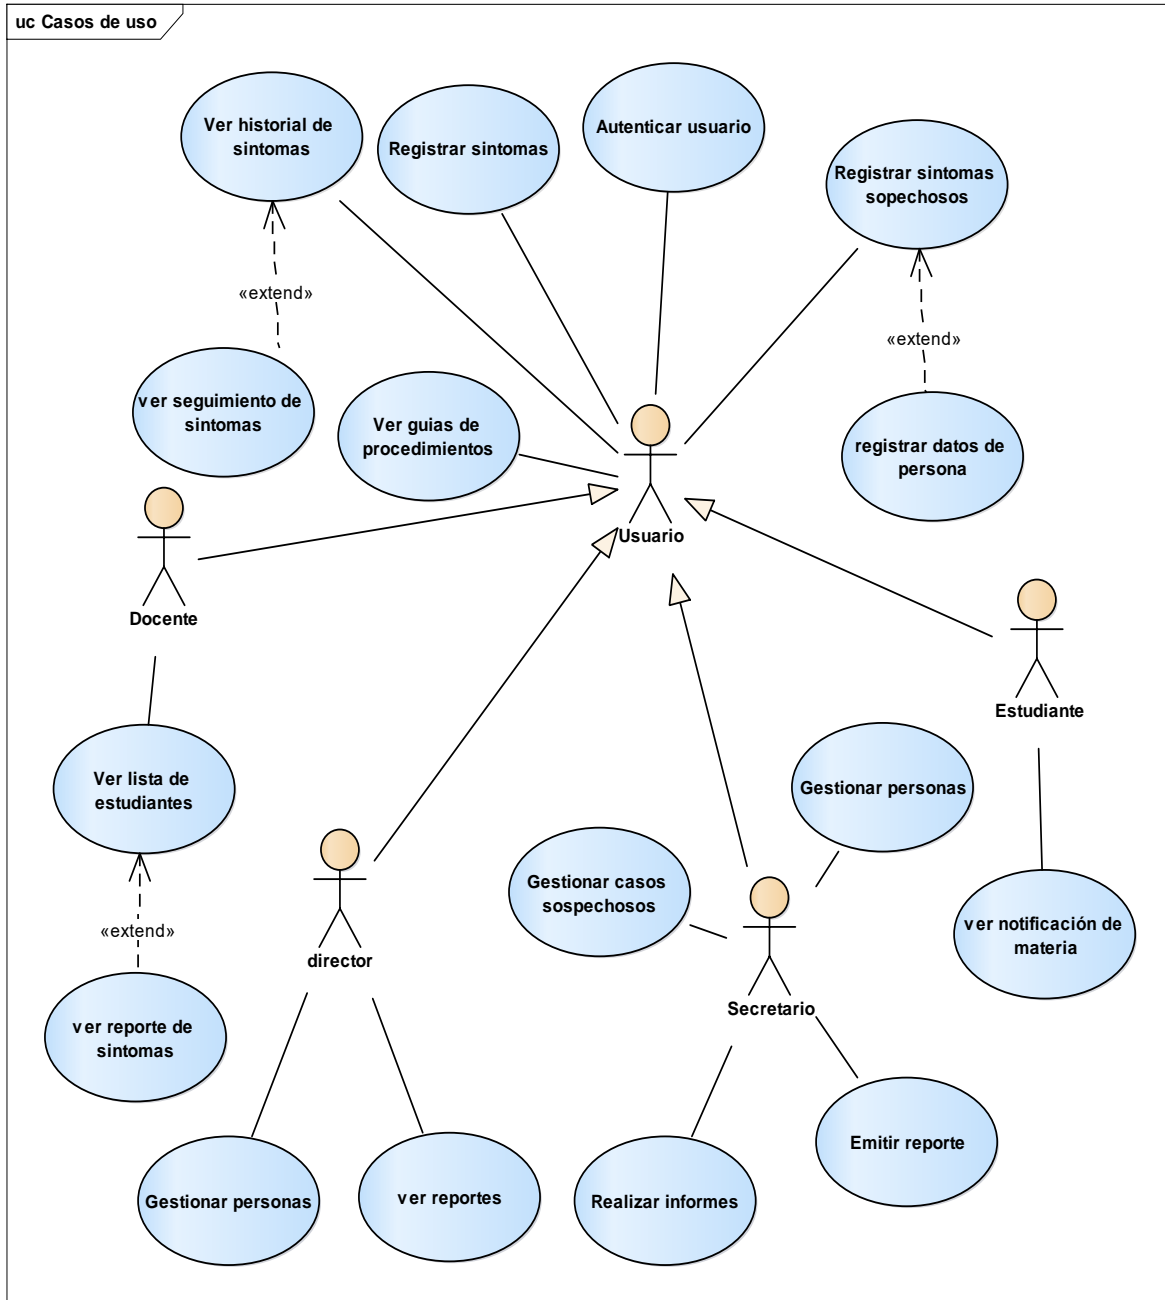 uc Casos de uso
Ver historial de
sintomas
Registrar sintomas
Autenticar usuario
Registrar sintomas
sopechosos
«extend»
«extend»
ver seguimiento de
sintomas
Ver guias de
procedimientos
registrar datos de
persona
Usuario
Docente
Estudiante
Ver lista de
estudiantes
Gestionar personas
Gestionar casos
sospechosos
ver notificación de
materia
«extend»
director
Secretario
ver reporte de
sintomas
Emitir reporte
Gestionar personas
ver reportes
Realizar informes